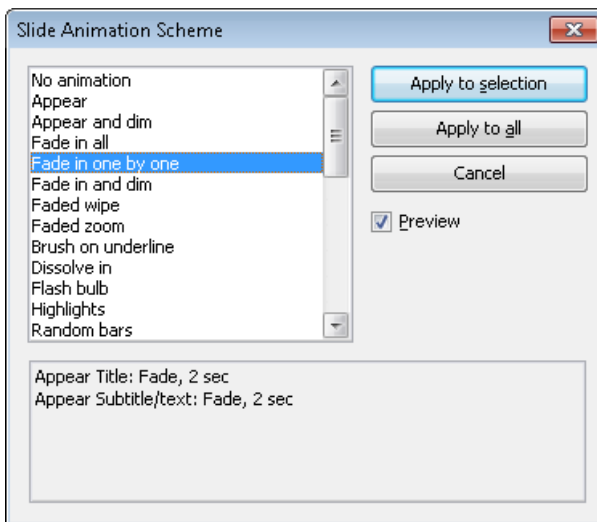 Slide Animation Scheme
No animation
Appear
Appear and dim
Fade in all
Fade in one by one
Fade in and dim
Faded wipe
Faded zoom
Brush on underline
Dissolve in
Flash bulb
Highlights
Random bars
Apply to selection
Apply to all
Cancel
Preview
Appear Title: Fade, 2 sec
Appear Subtitle/text: Fade, 2 sec